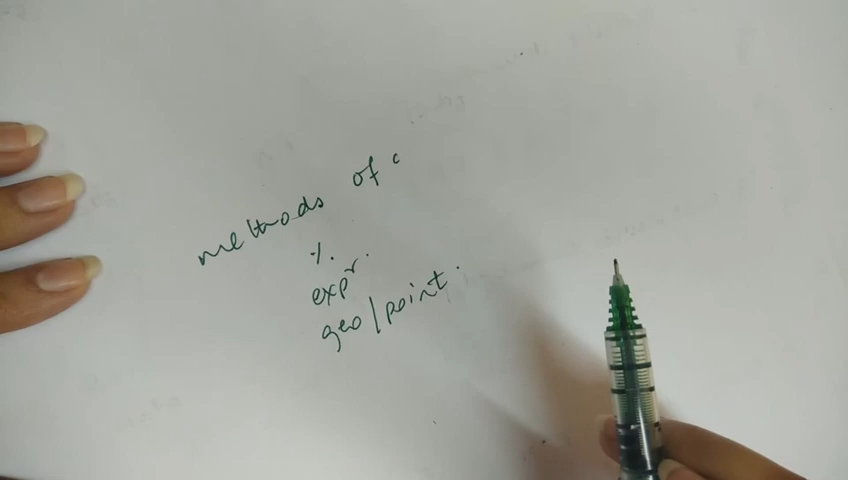 methods of c
%.
expr.
geo/point.